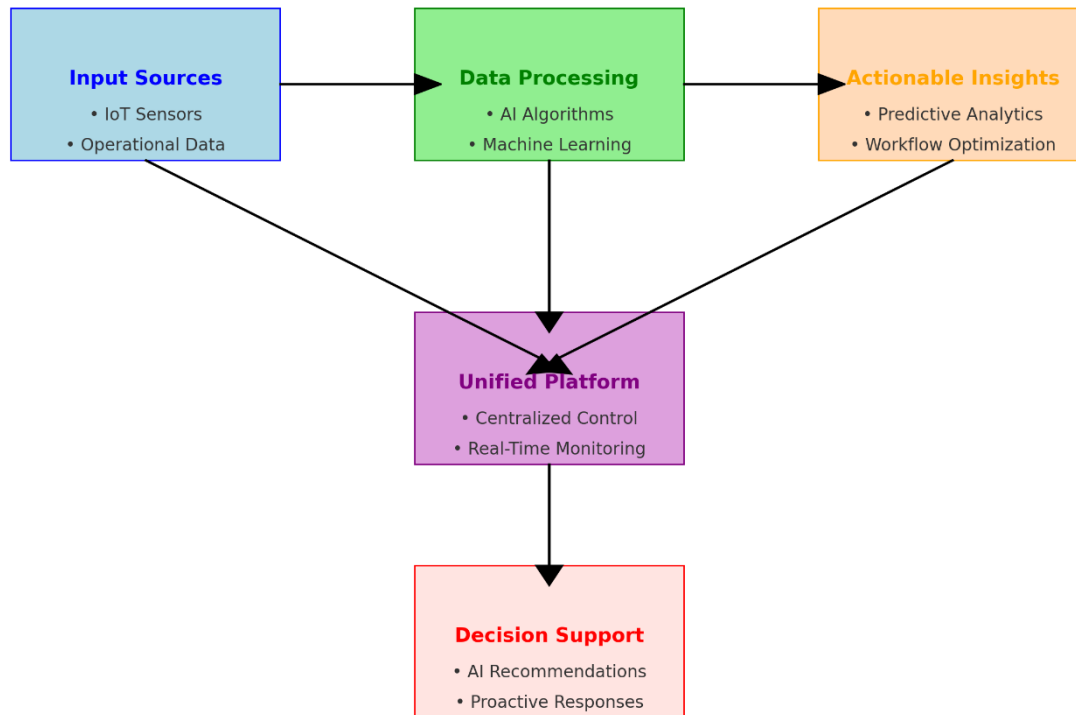 Input Sources
• IoT Sensors
• Operational Data
Data Processing
• AI Algorithms
• Machine Learning
Actionable Insights
• Predictive Analytics
• Workflow Optimization
Unified Platform
• Centralized Control
• Real-Time Monitoring
Decision Support
• AI Recommendations
• Proactive Responses